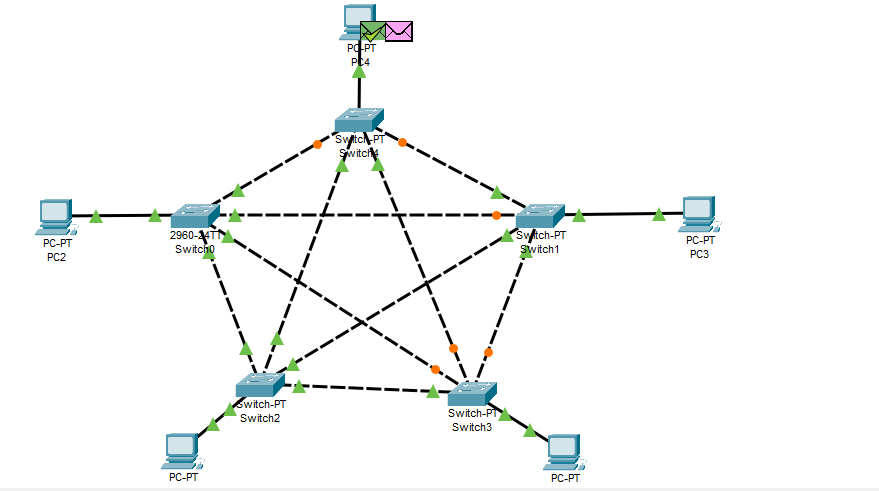 PC-PT
PC4
Switch-PT
Switch4
2960-24TT
Switch0
Switch-PT
Switch1
PC-PT
PC2
PC-PT
PC3
Switch-PT
Switch2
Switch-PT
Switch3
PC-PT
PC-PT